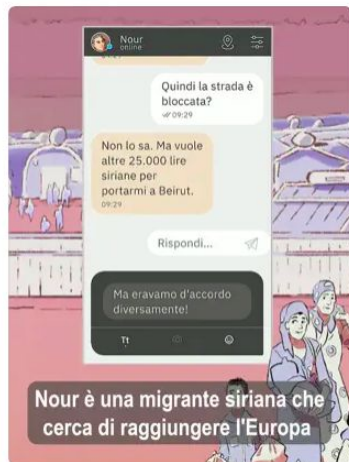 Nour
online
09:29
Quindi la strada è
bloccata?
09:29
Non lo sa. Ma vuole
altre 25.000 lire
siriane per
portarmi a Beirut.
09:29
Rispondi...
Ma eravamo d'accordo
diversamente!
Tt
Nour è una migrante siriana che
cerca di raggiungere l'Europa